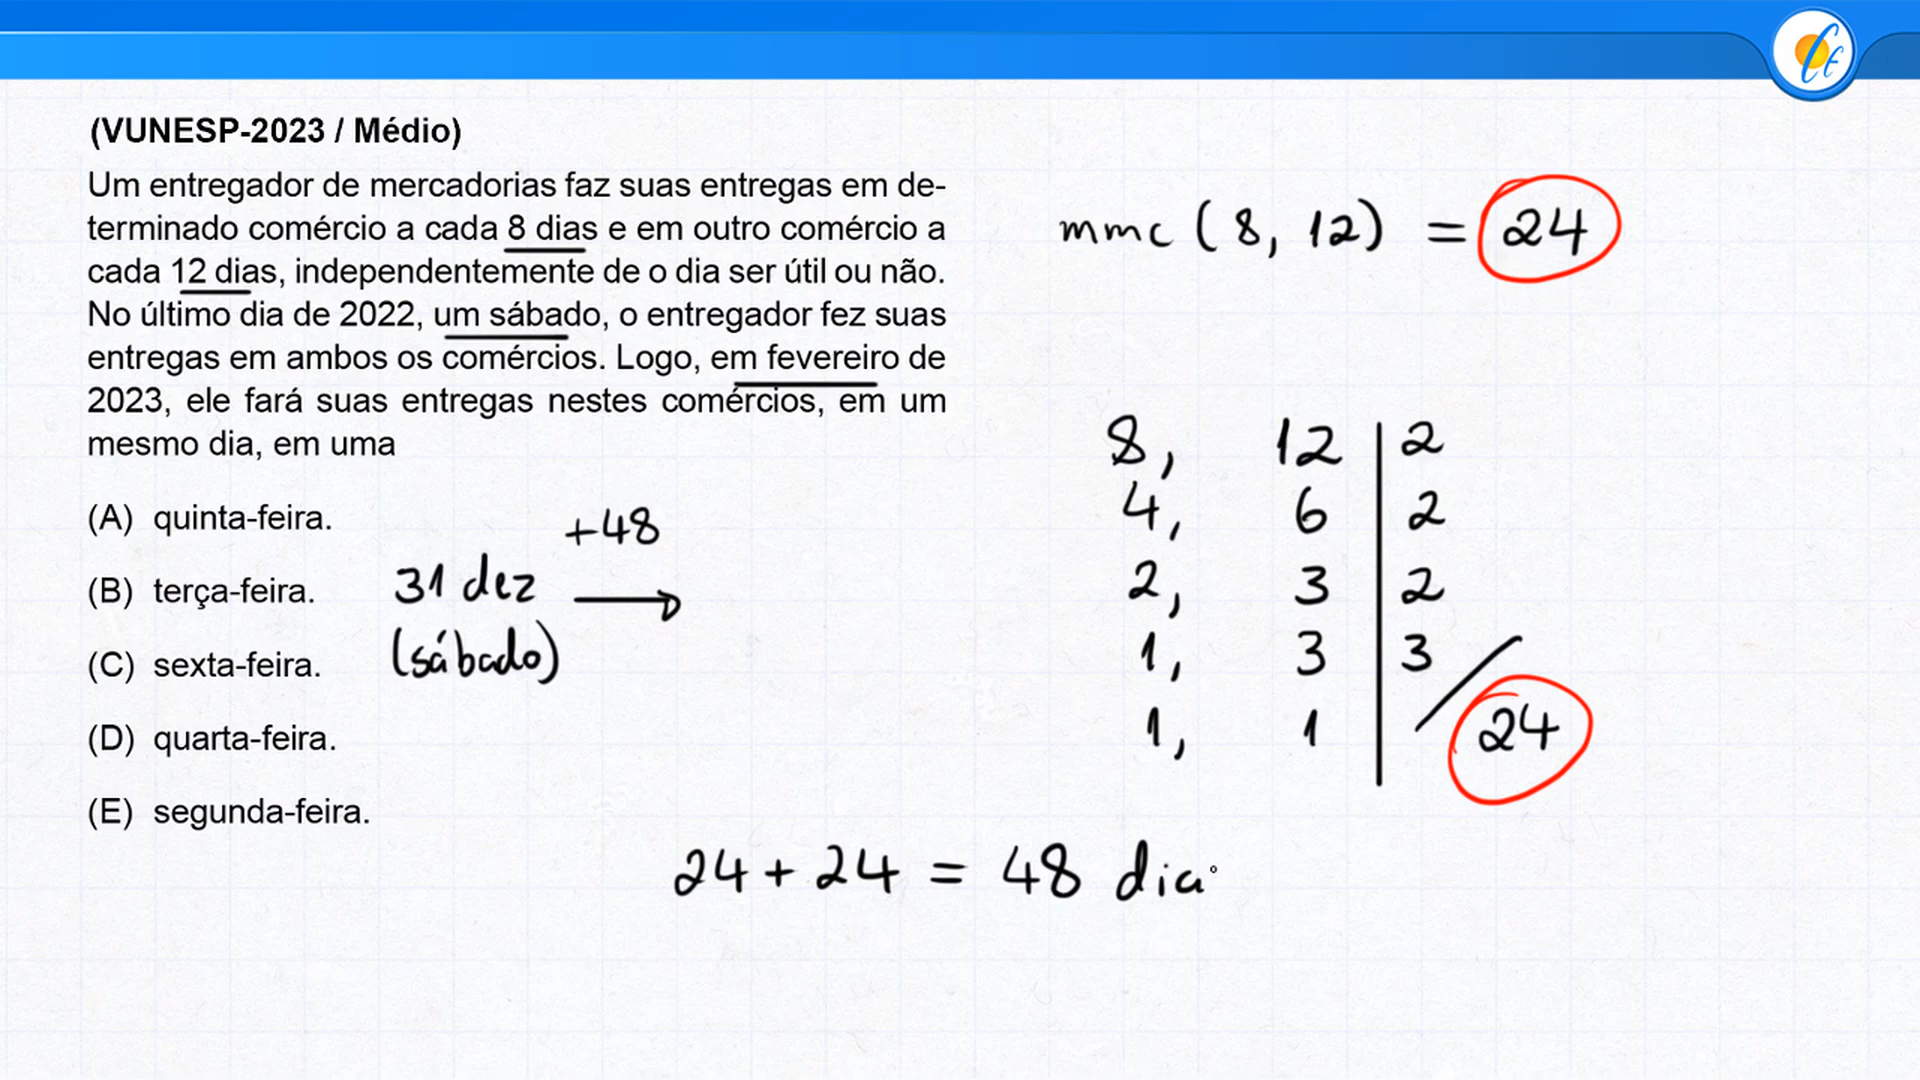 (VUNESP-2023 / Médio)
Um entregador de mercadorias faz suas entregas em de-
terminado comércio a cada 8 dias e em outro comércio a
cada 12 dias, independentemente de o dia ser útil ou não.
No último dia de 2022, um sábado, o entregador fez suas
entregas em ambos os comércios. Logo, em fevereiro de
2023, ele fará suas entregas nestes comércios, em um
mesmo dia, em uma
(A) quinta-feira.
(B) terça-feira.
(C) sexta-feira.
(D) quarta-feira.
(E) segunda-feira.
+48
31 dez →
(sábado)
mmc (8, 12) = 24
8, 12 | 2
4, 6 | 2
2, 3 | 2
1, 3 | 3
1, 1 / 24
24 + 24 = 48 dia